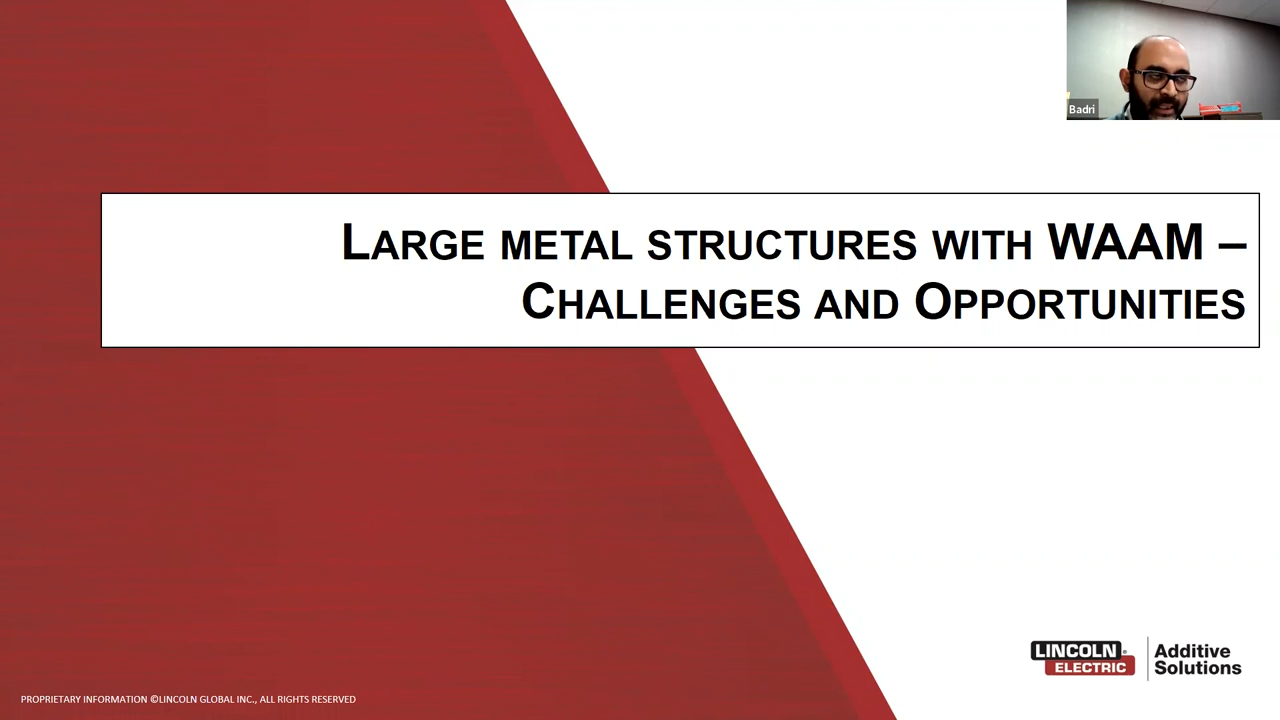 Badri
LARGE METAL STRUCTURES WITH WAAM –
CHALLENGES AND OPPORTUNITIES
LINCOLN®
ELECTRIC
Additive
Solutions
PROPRIETARY INFORMATION ©LINCOLN GLOBAL INC., ALL RIGHTS RESERVED